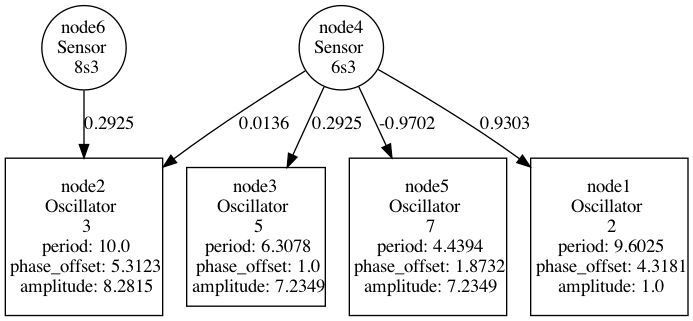 node6
Sensor
8s3
node4
Sensor
6s3
0.2925
0.0136
0.2925
-0.9702
0.9303
node2
Oscillator
3
period: 10.0
phase_offset: 5.3123
amplitude: 8.2815
node3
Oscillator
5
period: 6.3078
phase_offset: 1.0
amplitude: 7.2349
node5
Oscillator
7
period: 4.4394
phase_offset: 1.8732
amplitude: 7.2349
node1
Oscillator
2
period: 9.6025
phase_offset: 4.3181
amplitude: 1.0